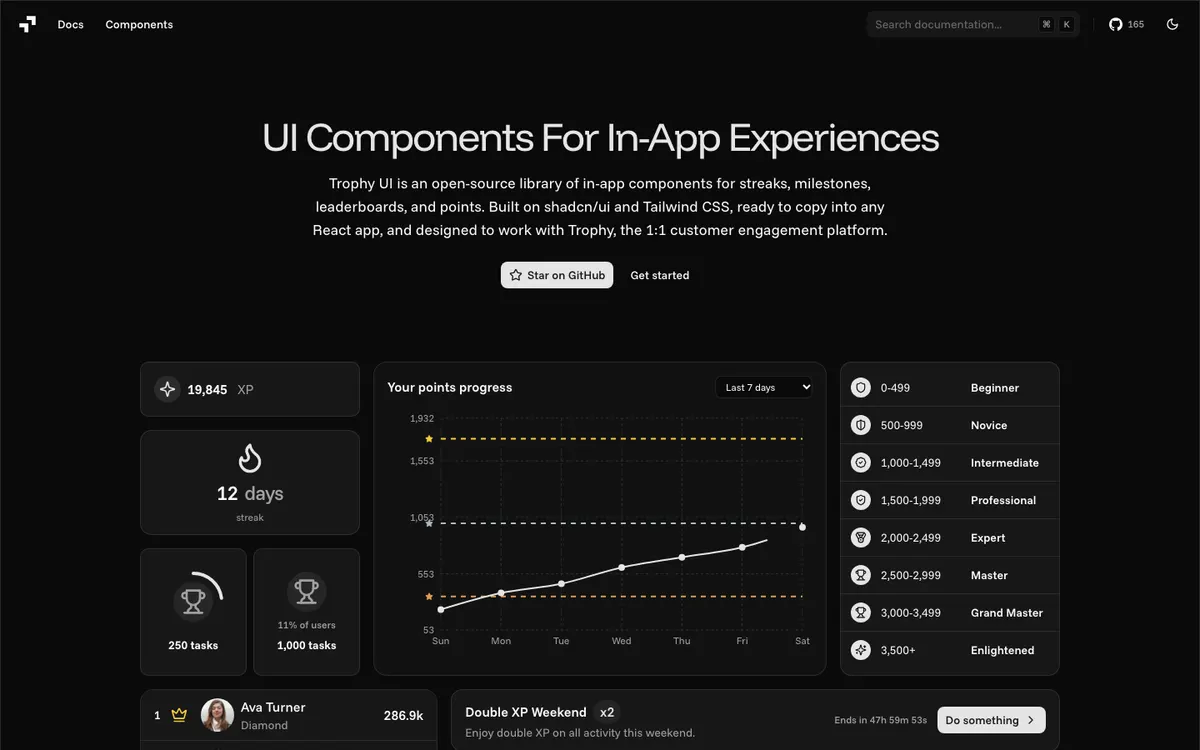 Docs
Components
Search documentation...
⌘ K
165
UI Components For In-App Experiences
Trophy UI is an open-source library of in-app components for streaks, milestones,
leaderboards, and points. Built on shadcn/ui and Tailwind CSS, ready to copy into any
React app, and designed to work with Trophy, the 1:1 customer engagement platform.
Star on GitHub
Get started
19,845 XP
12 days
streak
250 tasks
11% of users
1,000 tasks
Your points progress
Last 7 days
1,932
1,553
1,053
553
53
Sun Mon Tue Wed Thu Fri Sat
0-499 Beginner
500-999 Novice
1,000-1,499 Intermediate
1,500-1,999 Professional
2,000-2,499 Expert
2,500-2,999 Master
3,000-3,499 Grand Master
3,500+ Enlightened
1
Ava Turner
Diamond
286.9k
Double XP Weekend x2
Enjoy double XP on all activity this weekend.
Ends in 47h 59m 53s
Do something